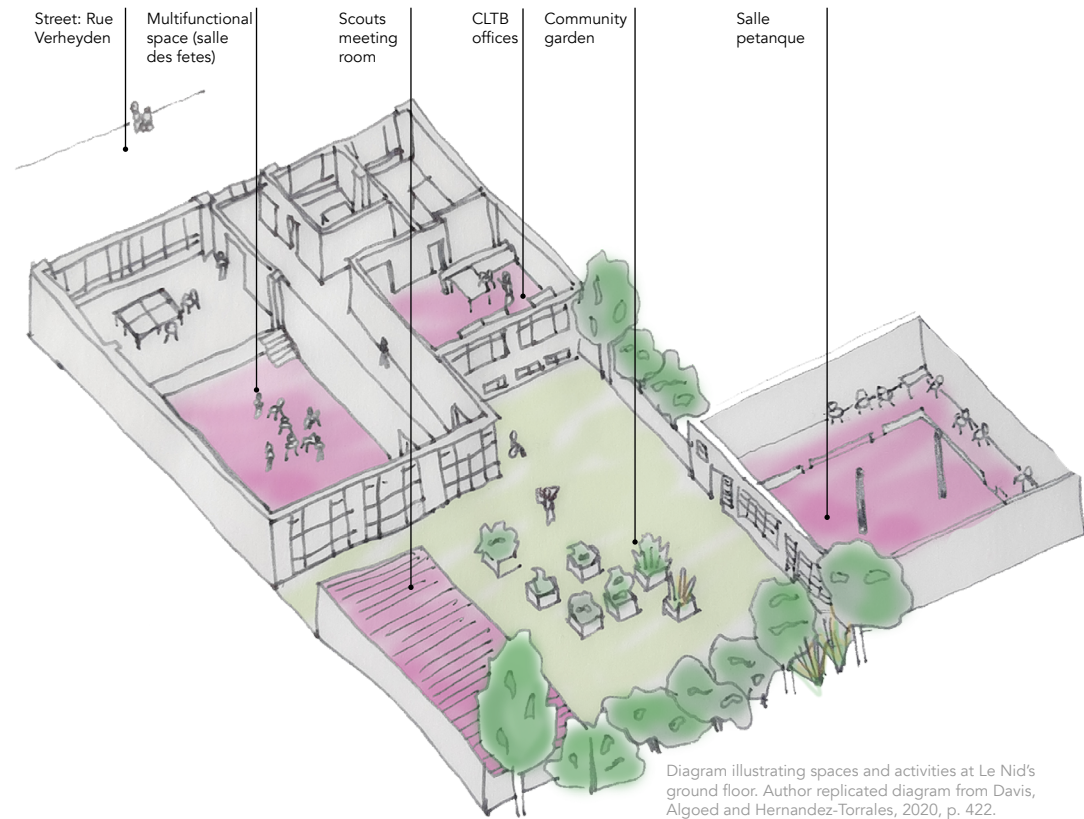 Street: Rue
Verheyden
Multifunctional
space (salle
des fetes)
Scouts
meeting
room
CLTB
offices
Community
garden
Salle
petanque
Diagram illustrating spaces and activities at Le Nid's
ground floor. Author replicated diagram from Davis,
Algoed and Hernandez-Torrales, 2020, p. 422.